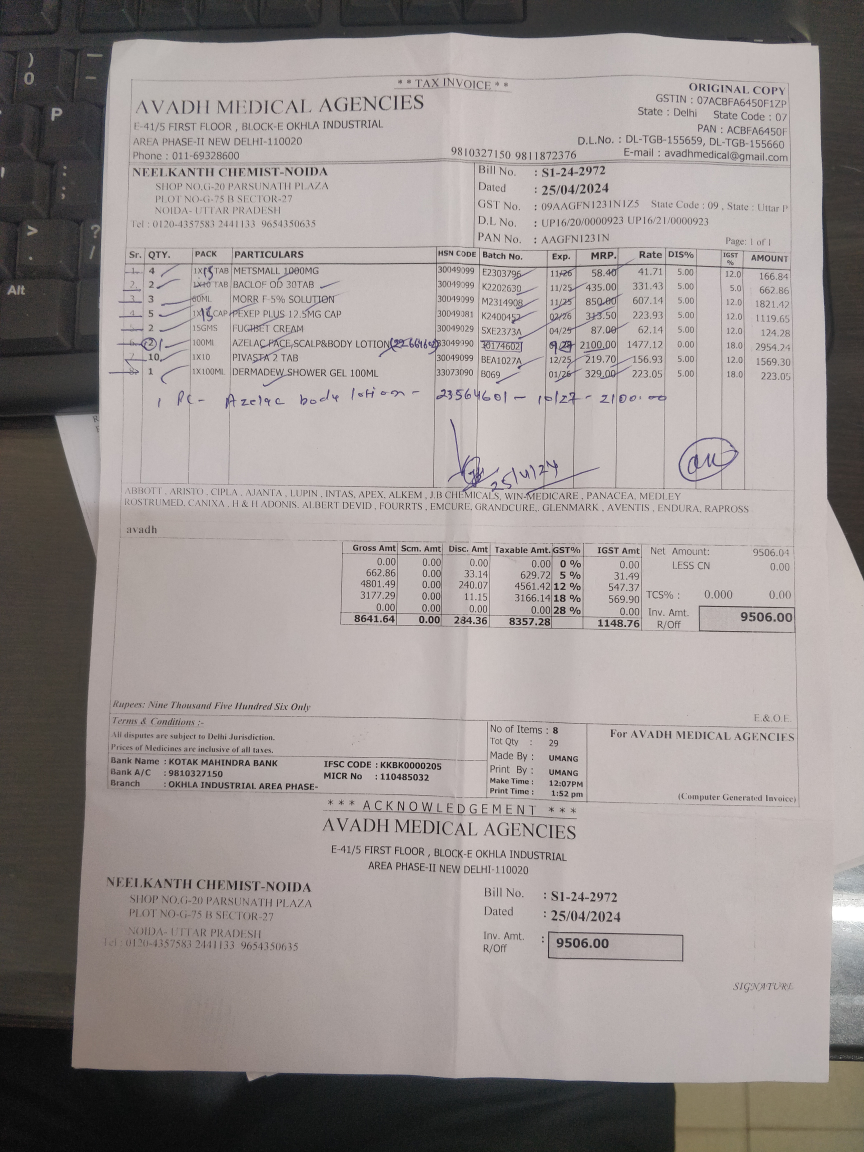 * * TAX INVOICE * *
ORIGINAL COPY
AVADH MEDICAL AGENCIES
GSTIN : 07ACBFA6450F1ZP
State : Delhi State Code : 07
E-41/5 FIRST FLOOR , BLOCK-E OKHLA INDUSTRIAL
PAN : ACBFA6450F
AREA PHASE-II NEW DELHI-110020
D.L.No. : DL-TGB-155659, DL-TGB-155660
Phone : 011-69328600
9810327150 9811872376
E-mail : avadhmedical@gmail.com
NEELKANTH CHEMIST-NOIDA
SHOP NO.G-20 PARSUNATH PLAZA
PLOT NO-G-75 B SECTOR-27
NOIDA- UTTAR PRADESH
Tel : 0120-4357583 2441133 9654350635
Bill No. : S1-24-2972
Dated : 25/04/2024
GST No. : 09AAGFN1231N1Z5 State Code : 09 , State : Uttar P
D.L No. : UP16/20/0000923 UP16/21/0000923
PAN No. : AAGFN1231N
Page: 1 of 1
Sr. QTY. PACK PARTICULARS HSN CODE Batch No. Exp. MRP. Rate DIS% IGST % AMOUNT
1. 4 1X15 TAB METSMALL 1000MG 30049099 E2303796 11/26 58.40 41.71 5.00 12.0 166.84
2. 2 1X10 TAB BACLOF OD 30TAB 30049099 K2202630 11/25 435.00 331.43 5.00 5.0 662.86
3. 3 60ML MORR F-5% SOLUTION 30049099 M2314908 11/25 850.00 607.14 5.00 12.0 1821.42
4. 5 1X15 CAP PEXEP PLUS 12.5MG CAP 30049081 K2400457 02/26 313.50 223.93 5.00 12.0 1119.65
5. 2 15GMS FUCIBET CREAM 30049029 SXE2373A 04/25 87.00 62.14 5.00 12.0 124.28
6. 2 1 100ML AZELAC PACE,SCALP&BODY LOTION 33049990 30174602 2100.00 1477.12 0.00 18.0 2954.24
7. 10 1X10 PIVASTA 2 TAB 30049099 BEA1027A 12/25 219.70 156.93 5.00 12.0 1569.30
8. 1 1X100ML DERMADEW SHOWER GEL 100ML 33073090 B069 01/26 329.00 223.05 5.00 18.0 223.05
1 PC- Azelac body lotion - 23564601 - 10/27 - 2100.00
ABBOTT , ARISTO , CIPLA , AJANTA , LUPIN , INTAS, APEX, ALKEM , J.B CHEMICALS, WIN-MEDICARE , PANACEA, MEDLEY
ROSTRUMED, CANIXA , H & H ADONIS. ALBERT DEVID , FOURRTS , EMCURE, GRANDCURE, GLENMARK , AVENTIS , ENDURA, RAPROSS
avadh
Gross Amt Scm. Amt Disc. Amt Taxable Amt. GST% IGST Amt
0.00 0.00 0.00 0.00 0 % 0.00
662.86 0.00 33.14 629.72 5 % 31.49
4801.49 0.00 240.07 4561.42 12 % 547.37
3177.29 0.00 11.15 3166.14 18 % 569.90
0.00 0.00 0.00 0.00 28 % 0.00
8641.64 0.00 284.36 8357.28 1148.76
Net Amount: 9506.04
LESS CN 0.00
TCS% : 0.000 0.00
Inv. Amt. R/Off 9506.00
Rupees: Nine Thousand Five Hundred Six Only
E.&.O.E.
Terms & Conditions :-
All disputes are subject to Delhi Jurisdiction.
Prices of Medicines are inclusive of all taxes.
Bank Name : KOTAK MAHINDRA BANK IFSC CODE : KKBK0000205
Bank A/C : 9810327150 MICR No : 110485032
Branch : OKHLA INDUSTRIAL AREA PHASE-
No of Items : 8
Tot Qty : 29
Made By : UMANG
Print By : UMANG
Make Time : 12:07PM
Print Time : 1:52 pm
For AVADH MEDICAL AGENCIES
(Computer Generated Invoice)
* * * ACKNOWLEDGEMENT * * *
AVADH MEDICAL AGENCIES
E-41/5 FIRST FLOOR , BLOCK-E OKHLA INDUSTRIAL
AREA PHASE-II NEW DELHI-110020
NEELKANTH CHEMIST-NOIDA
SHOP NO.G-20 PARSUNATH PLAZA
PLOT NO-G-75 B SECTOR-27
NOIDA- UTTAR PRADESH
Tel : 0120-4357583 2441133 9654350635
Bill No. : S1-24-2972
Dated : 25/04/2024
Inv. Amt. R/Off : 9506.00
SIGNATURE